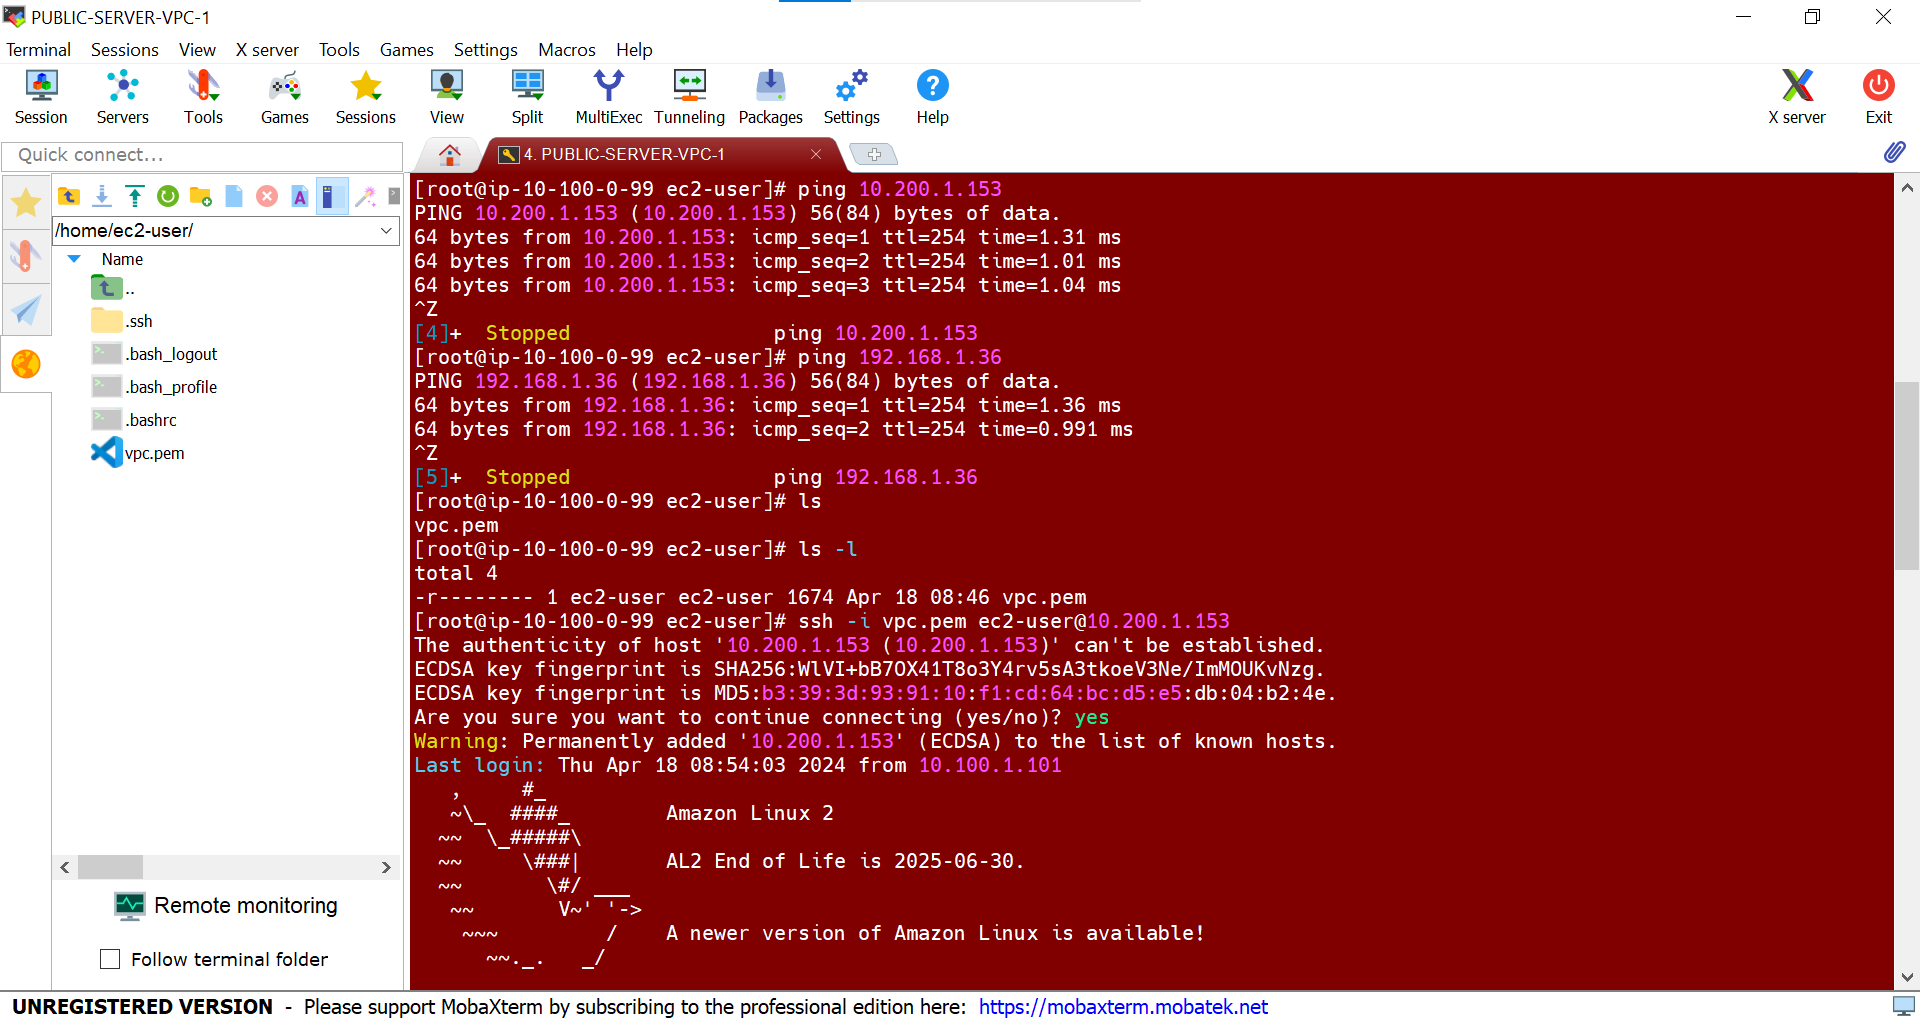 PUBLIC-SERVER-VPC-1
Terminal Sessions View X server Tools Games Settings Macros Help
Session Servers Tools Games Sessions View Split MultiExec Tunneling Packages Settings Help X server Exit
Quick connect...
4. PUBLIC-SERVER-VPC-1
/home/ec2-user/
Name
..
.ssh
.bash_logout
.bash_profile
.bashrc
vpc.pem
Remote monitoring
Follow terminal folder
[root@ip-10-100-0-99 ec2-user]# ping 10.200.1.153
PING 10.200.1.153 (10.200.1.153) 56(84) bytes of data.
64 bytes from 10.200.1.153: icmp_seq=1 ttl=254 time=1.31 ms
64 bytes from 10.200.1.153: icmp_seq=2 ttl=254 time=1.01 ms
64 bytes from 10.200.1.153: icmp_seq=3 ttl=254 time=1.04 ms
^Z
[4]+  Stopped                 ping 10.200.1.153
[root@ip-10-100-0-99 ec2-user]# ping 192.168.1.36
PING 192.168.1.36 (192.168.1.36) 56(84) bytes of data.
64 bytes from 192.168.1.36: icmp_seq=1 ttl=254 time=1.36 ms
64 bytes from 192.168.1.36: icmp_seq=2 ttl=254 time=0.991 ms
^Z
[5]+  Stopped                 ping 192.168.1.36
[root@ip-10-100-0-99 ec2-user]# ls
vpc.pem
[root@ip-10-100-0-99 ec2-user]# ls -l
total 4
-r-------- 1 ec2-user ec2-user 1674 Apr 18 08:46 vpc.pem
[root@ip-10-100-0-99 ec2-user]# ssh -i vpc.pem ec2-user@10.200.1.153
The authenticity of host '10.200.1.153 (10.200.1.153)' can't be established.
ECDSA key fingerprint is SHA256:WlVI+bB7OX41T8o3Y4rv5sA3tkoeV3Ne/ImMOUKvNzg.
ECDSA key fingerprint is MD5:b3:39:3d:93:91:10:f1:cd:64:bc:d5:e5:db:04:b2:4e.
Are you sure you want to continue connecting (yes/no)? yes
Warning: Permanently added '10.200.1.153' (ECDSA) to the list of known hosts.
Last login: Thu Apr 18 08:54:03 2024 from 10.100.1.101
   ,     #_
   ~\_  ####_        Amazon Linux 2
  ~~  \_#####\
  ~~     \###|       AL2 End of Life is 2025-06-30.
  ~~       \#/ ___
   ~~       V~' '->
    ~~~         /    A newer version of Amazon Linux is available!
      ~~._.   _/
UNREGISTERED VERSION - Please support MobaXterm by subscribing to the professional edition here: https://mobaxterm.mobatek.net